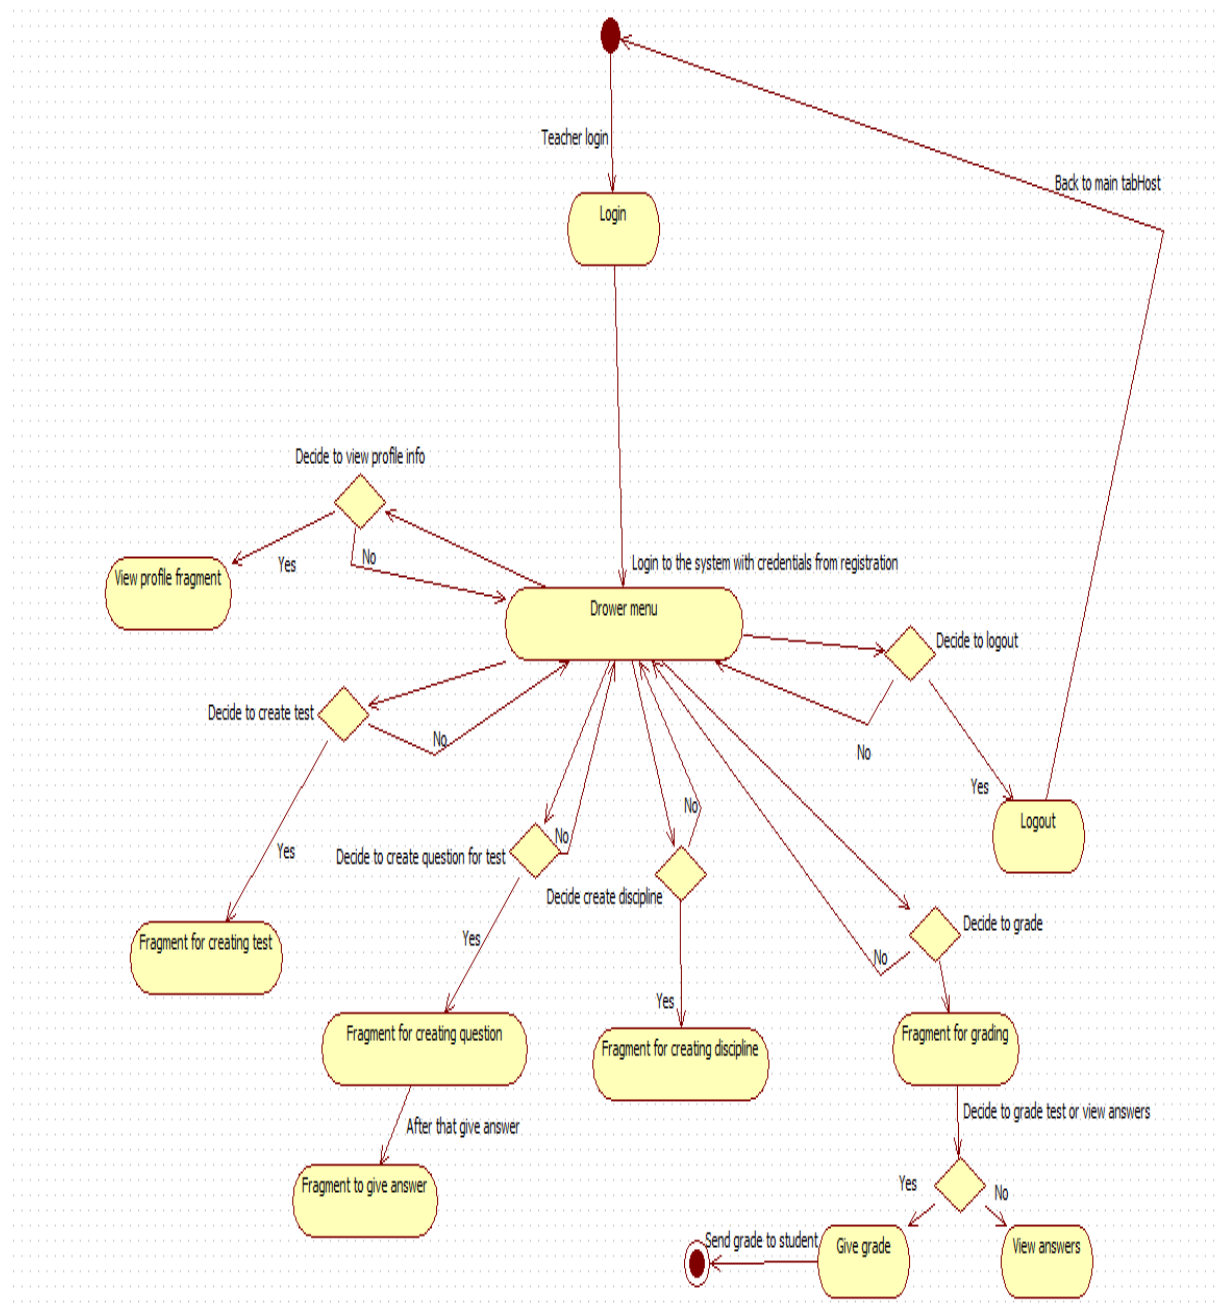 Teacher login
Back to main tabHost
Login
Decide to view profile info
Yes
No
View profile fragment
Login to the system with credentials from registration
Drower menu
Decide to logout
Decide to create test
No
No
Yes
Logout
Yes
No
No
Decide to create question for test
Decide create discipline
Decide to grade
Yes
Fragment for creating test
No
Yes
Fragment for creating question
Fragment for creating discipline
Fragment for grading
After that give answer
Decide to grade test or view answers
Fragment to give answer
Yes
No
Send grade to student
Give grade
View answers